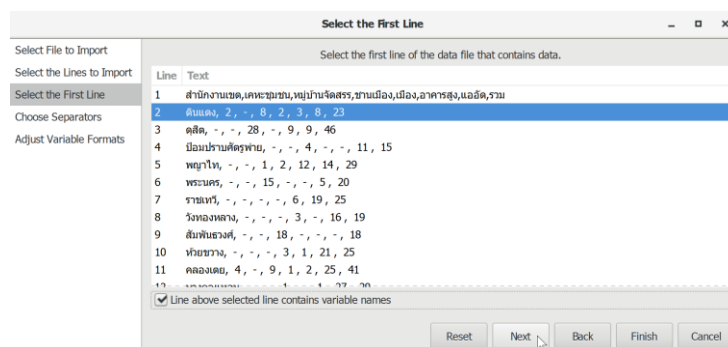 Select the First Line
Select File to Import
Select the Lines to Import
Select the First Line
Choose Separators
Adjust Variable Formats
Select the first line of the data file that contains data.
Line Text
1 สำนักงานเขต,เคหะชุมชน,หมู่บ้านจัดสรร,ชานเมือง,เมือง,อาคารสูง,แออัด,รวม
2 ดินแดง, 2 , - , 8 , 2 , 3 , 8 , 23
3 ดุสิต, - , - , 28 , - , 9 , 9 , 46
4 ป้อมปราบศัตรูพ่าย, - , - , 4 , - , - , 11 , 15
5 พญาไท, - , - , 1 , 2 , 12 , 14 , 29
6 พระนคร, - , - , 15 , - , - , 5 , 20
7 ราชเทวี, - , - , - , - , 6 , 19 , 25
8 วังทองหลาง, - , - , - , 3 , - , 16 , 19
9 สัมพันธวงศ์, - , - , 18 , - , - , - , 18
10 ห้วยขวาง, - , - , - , 3 , 1 , 21 , 25
11 คลองเตย, 4 , - , 9 , 1 , 2 , 25 , 41
Line above selected line contains variable names
Reset Next Back Finish Cancel